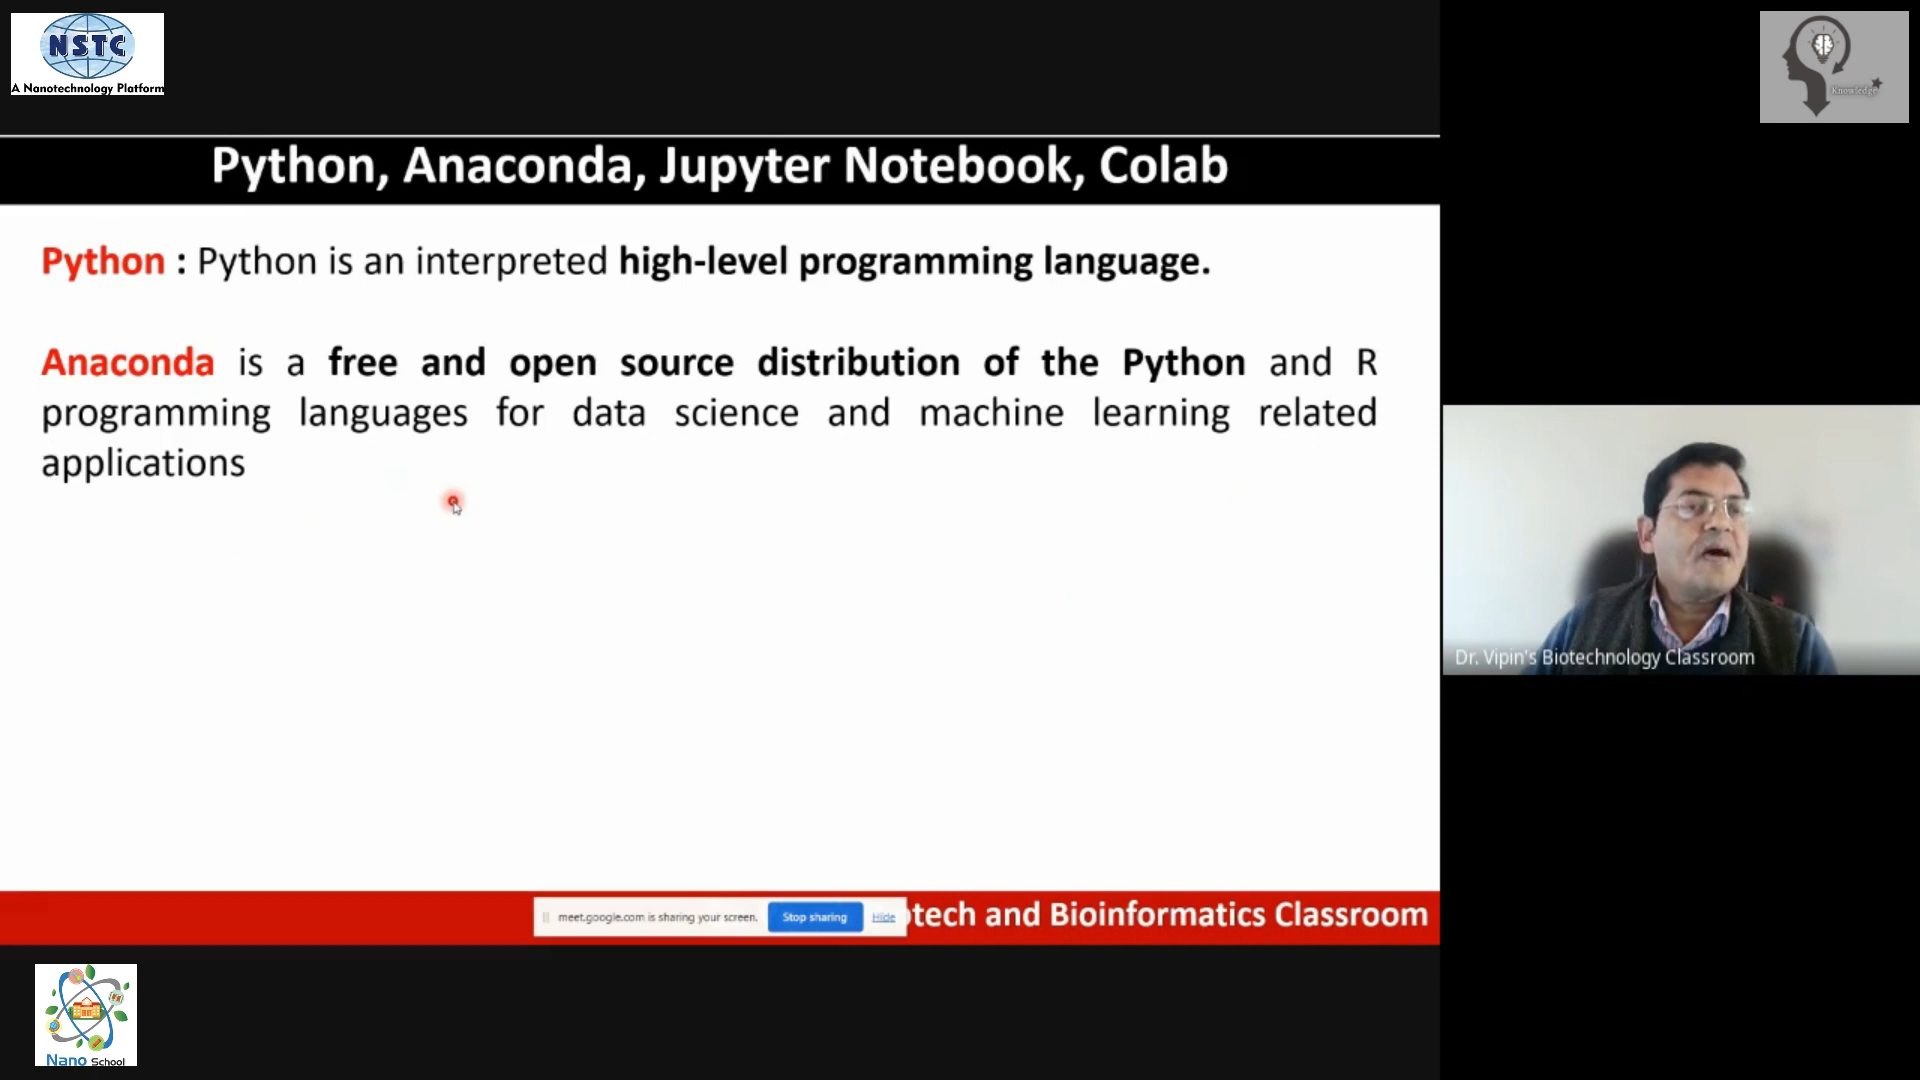 NSTC
A Nanotechnology Platform
Knowledge
Python, Anaconda, Jupyter Notebook, Colab
Python : Python is an interpreted high-level programming language.
Anaconda is a free and open source distribution of the Python and R
programming languages for data science and machine learning related
applications
Dr. Vipin's Biotechnology Classroom
meet.google.com is sharing your screen. Stop sharing Hide
tech and Bioinformatics Classroom
Nano School